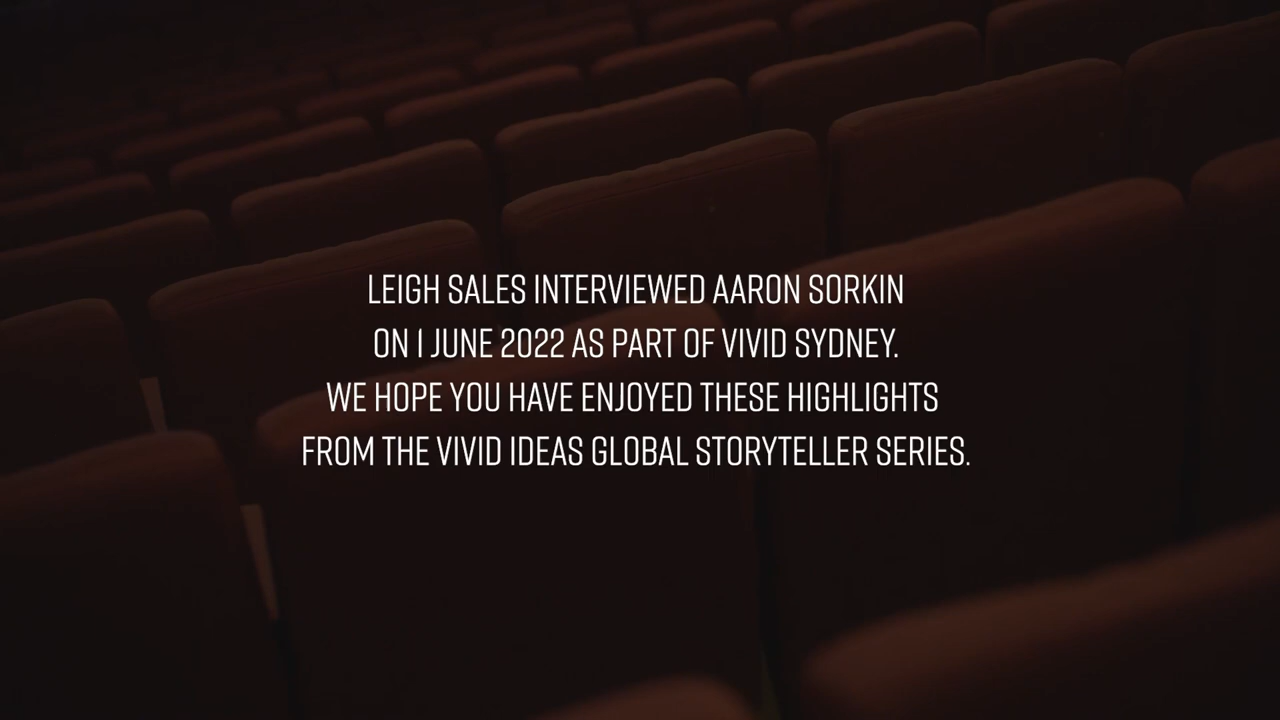 LEIGH SALES INTERVIEWED AARON SORKIN
ON 1 JUNE 2022 AS PART OF VIVID SYDNEY.
WE HOPE YOU HAVE ENJOYED THESE HIGHLIGHTS
FROM THE VIVID IDEAS GLOBAL STORYTELLER SERIES.